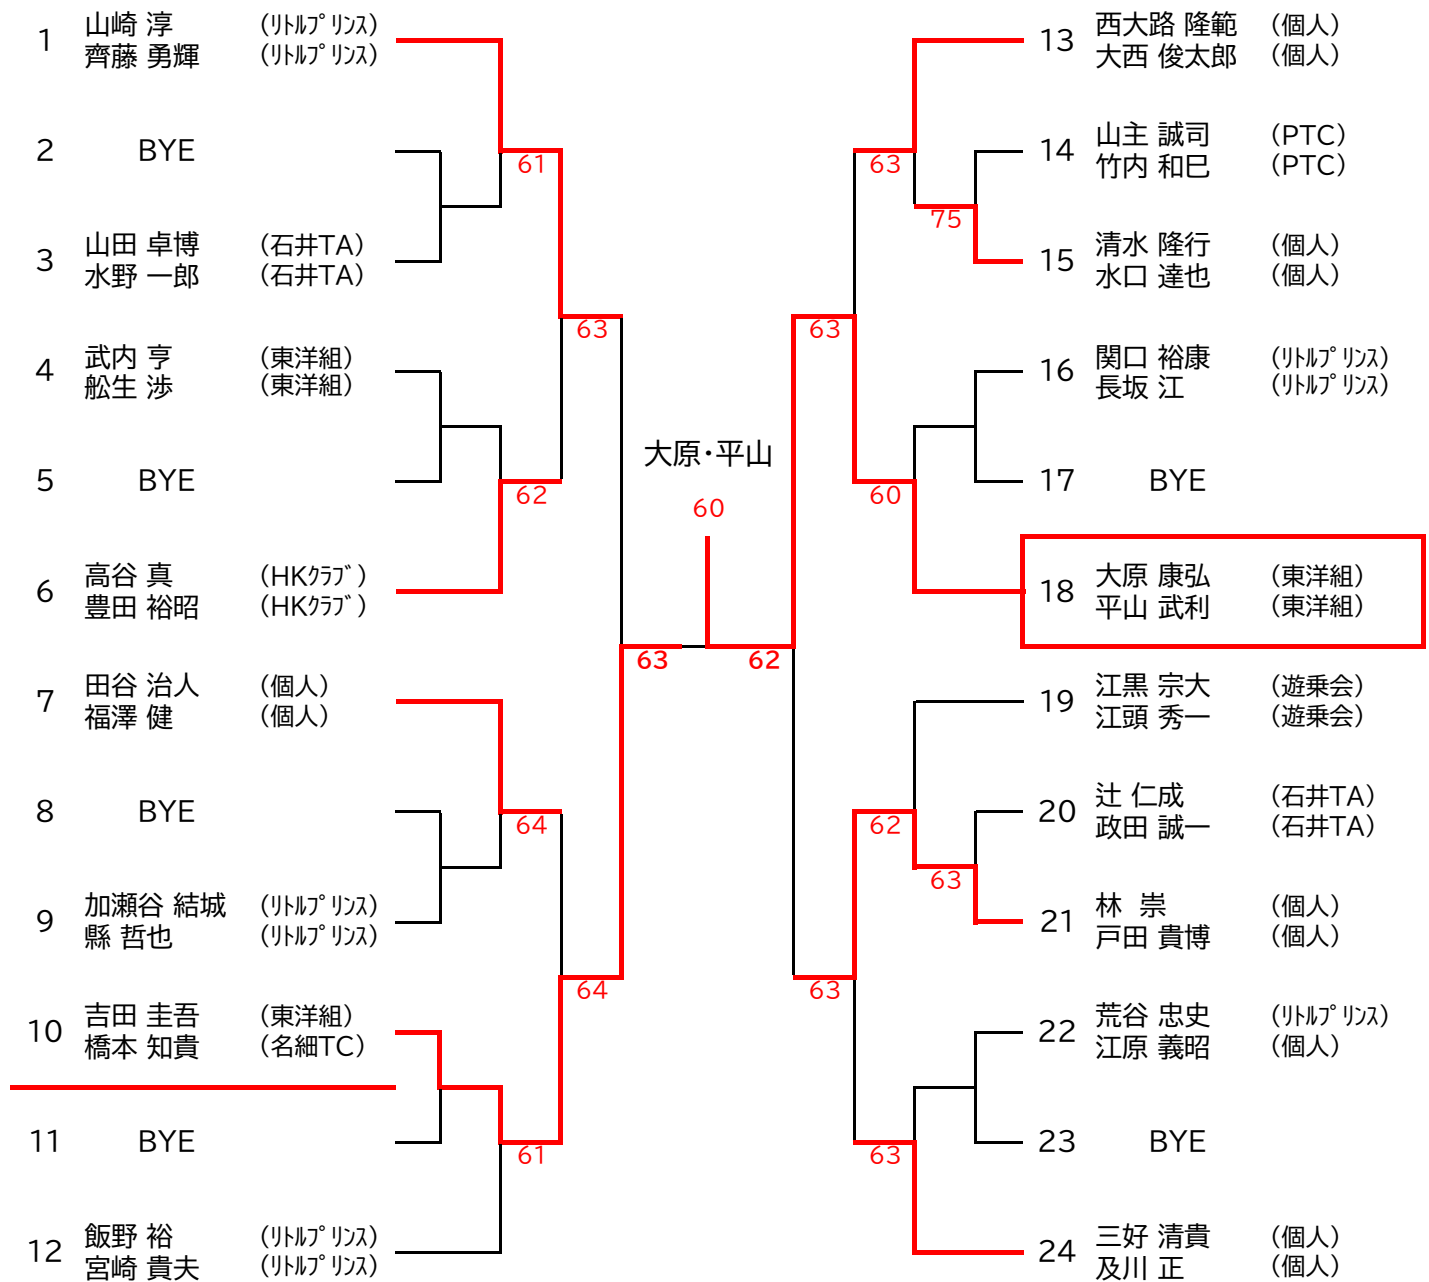 1 山崎 淳 (ﾘﾄﾙﾌﾟﾘﾝｽ)
齊藤 勇輝 (ﾘﾄﾙﾌﾟﾘﾝｽ)
2 BYE
61
3 山田 卓博 (石井TA)
水野 一郎 (石井TA)
63
4 武内 亨 (東洋組)
舩生 渉 (東洋組)
5 BYE
62
6 高谷 真 (HKｸﾗﾌﾞ)
豊田 裕昭 (HKｸﾗﾌﾞ)
63
7 田谷 治人 (個人)
福澤 健 (個人)
8 BYE
64
9 加瀬谷 結城 (ﾘﾄﾙﾌﾟﾘﾝｽ)
縣 哲也 (ﾘﾄﾙﾌﾟﾘﾝｽ)
64
10 吉田 圭吾 (東洋組)
橋本 知貴 (名細TC)
11 BYE
61
12 飯野 裕 (ﾘﾄﾙﾌﾟﾘﾝｽ)
宮崎 貴夫 (ﾘﾄﾙﾌﾟﾘﾝｽ)
大原・平山
60
13 西大路 隆範 (個人)
大西 俊太郎 (個人)
14 山主 誠司 (PTC)
竹内 和巳 (PTC)
63
75
15 清水 隆行 (個人)
水口 達也 (個人)
63
16 関口 裕康 (ﾘﾄﾙﾌﾟﾘﾝｽ)
長坂 江 (ﾘﾄﾙﾌﾟﾘﾝｽ)
17 BYE
60
18 大原 康弘 (東洋組)
平山 武利 (東洋組)
62
19 江黒 宗大 (遊乗会)
江頭 秀一 (遊乗会)
20 辻 仁成 (石井TA)
政田 誠一 (石井TA)
62
63
21 林 崇 (個人)
戸田 貴博 (個人)
63
22 荒谷 忠史 (ﾘﾄﾙﾌﾟﾘﾝｽ)
江原 義昭 (個人)
23 BYE
63
24 三好 清貴 (個人)
及川 正 (個人)